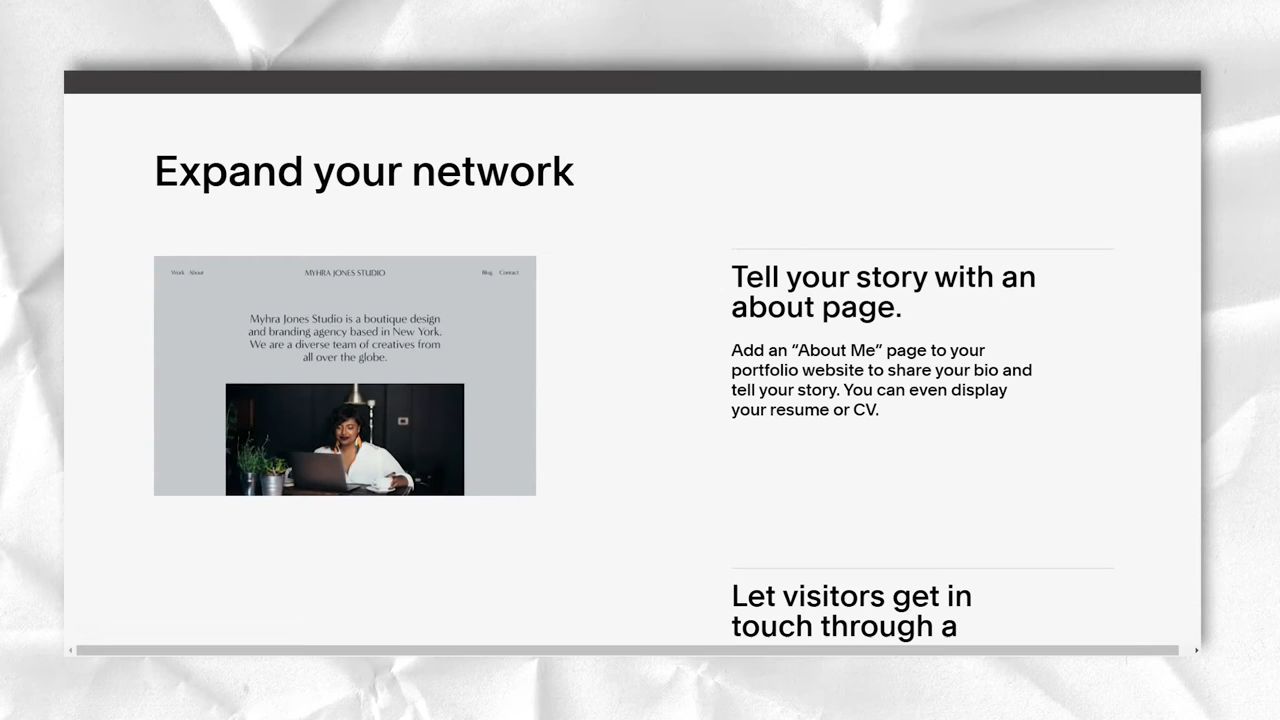 Expand your network
Work About
MYHRA JONES STUDIO
Blog Contact
Myhra Jones Studio is a boutique design
and branding agency based in New York.
We are a diverse team of creatives from
all over the globe.
Tell your story with an
about page.
Add an “About Me” page to your
portfolio website to share your bio and
tell your story. You can even display
your resume or CV.
Let visitors get in
touch through a